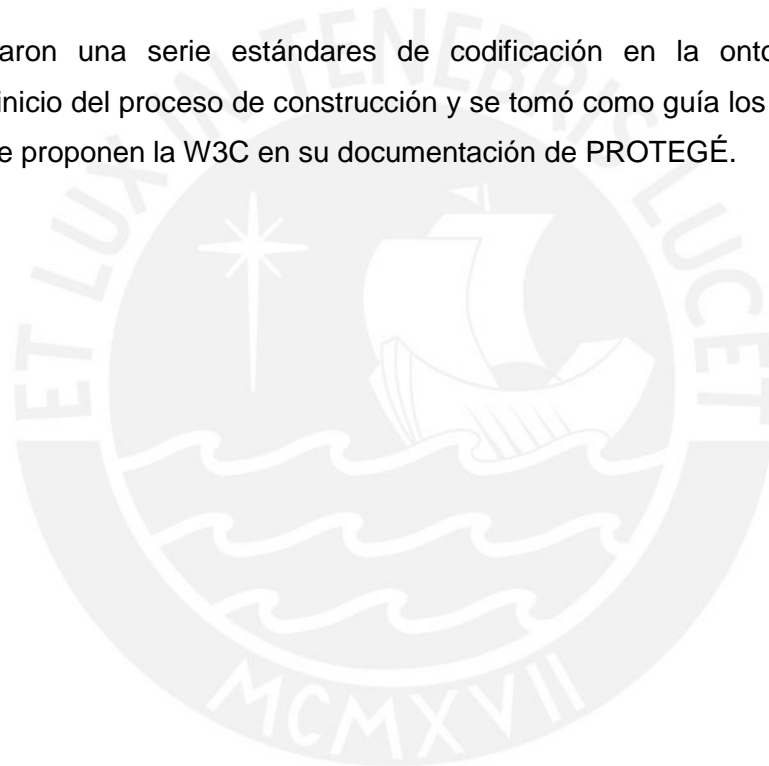 aron una serie estándares de codificación en la onto
inicio del proceso de construcción y se tomó como guía los
e proponen la W3C en su documentación de PROTEGÉ.
ET LUX IN TENEBRIS LUCET
MCMXVII